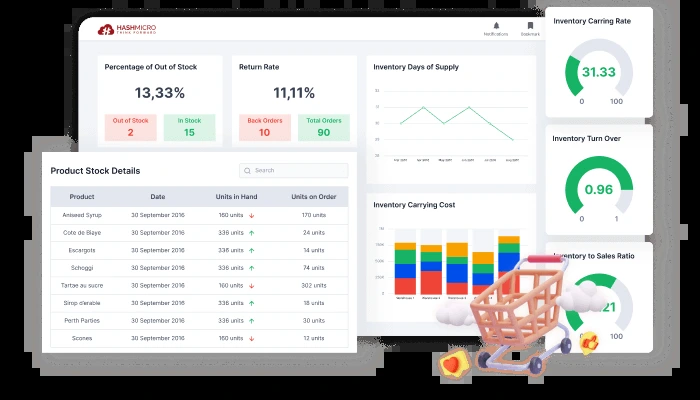 HASHMICRO
THINK FORWARD
Notifications
Bookmark
Percentage of Out of Stock
13,33%
Out of Stock
2
In Stock
15
Return Rate
11,11%
Back Orders
10
Total Orders
90
Inventory Days of Supply
Inventory Carring Rate
31.33
0 100
Inventory Turn Over
0.96
0 1
Inventory to Sales Ratio
21
Inventory Carrying Cost
Product Stock Details
Search
Product Date Units in Hand Units on Order
Aniseed Syrup 30 September 2016 160 units 170 units
Cote de Blaye 30 September 2016 336 units 24 units
Escargots 30 September 2016 336 units 14 units
Schoggi 30 September 2016 336 units 74 units
Tartae au sucre 30 September 2016 160 units 302 units
Sirop d'erable 30 September 2016 336 units 18 units
Perth Parties 30 September 2016 336 units 30 units
Scones 30 September 2016 160 units 12 units